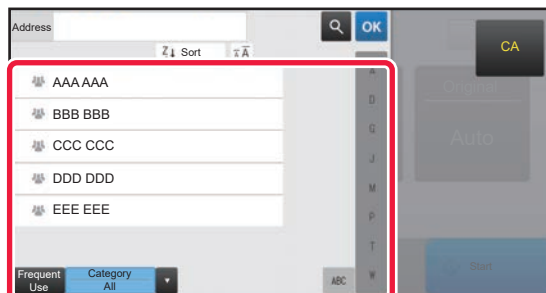 Address
OK
CA
Sort
AAA AAA
BBB BBB
CCC CCC
DDD DDD
EEE EEE
A
D
G
J
M
P
T
W
Original
Auto
Frequent Use
Category All
ABC
Start